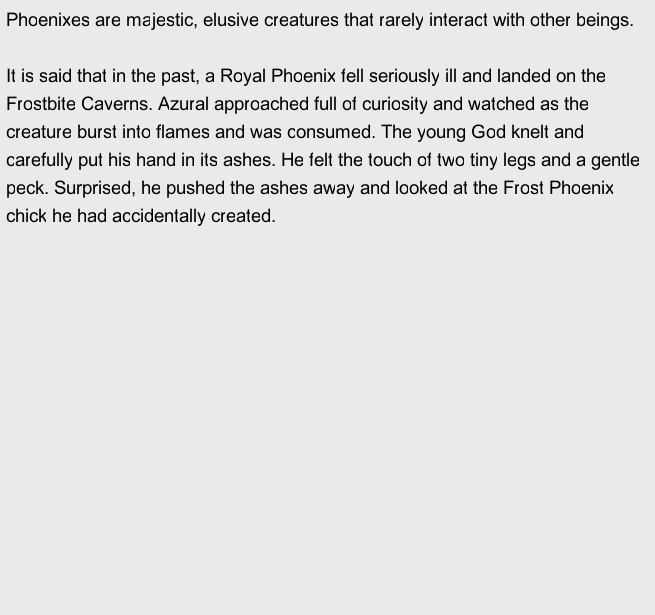 Phoenixes are majestic, elusive creatures that rarely interact with other beings.
It is said that in the past, a Royal Phoenix fell seriously ill and landed on the
Frostbite Caverns. Azural approached full of curiosity and watched as the
creature burst into flames and was consumed. The young God knelt and
carefully put his hand in its ashes. He felt the touch of two tiny legs and a gentle
peck. Surprised, he pushed the ashes away and looked at the Frost Phoenix
chick he had accidentally created.